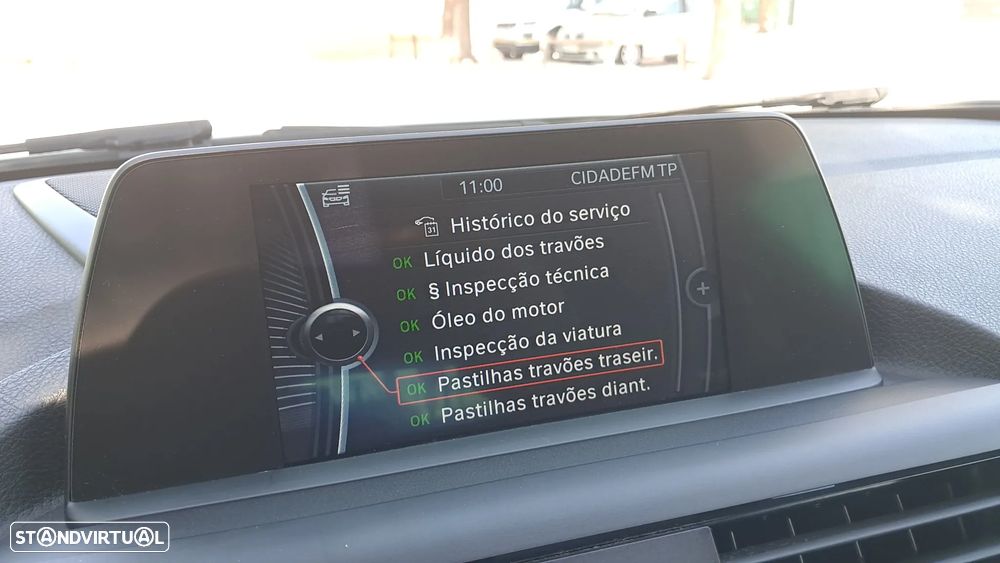 11:00
CIDADEFM TP
31 Histórico do serviço
OK Líquido dos travões
OK § Inspecção técnica
OK Óleo do motor
OK Inspecção da viatura
OK Pastilhas travões traseir.
OK Pastilhas travões diant.
STANDVIRTUAL